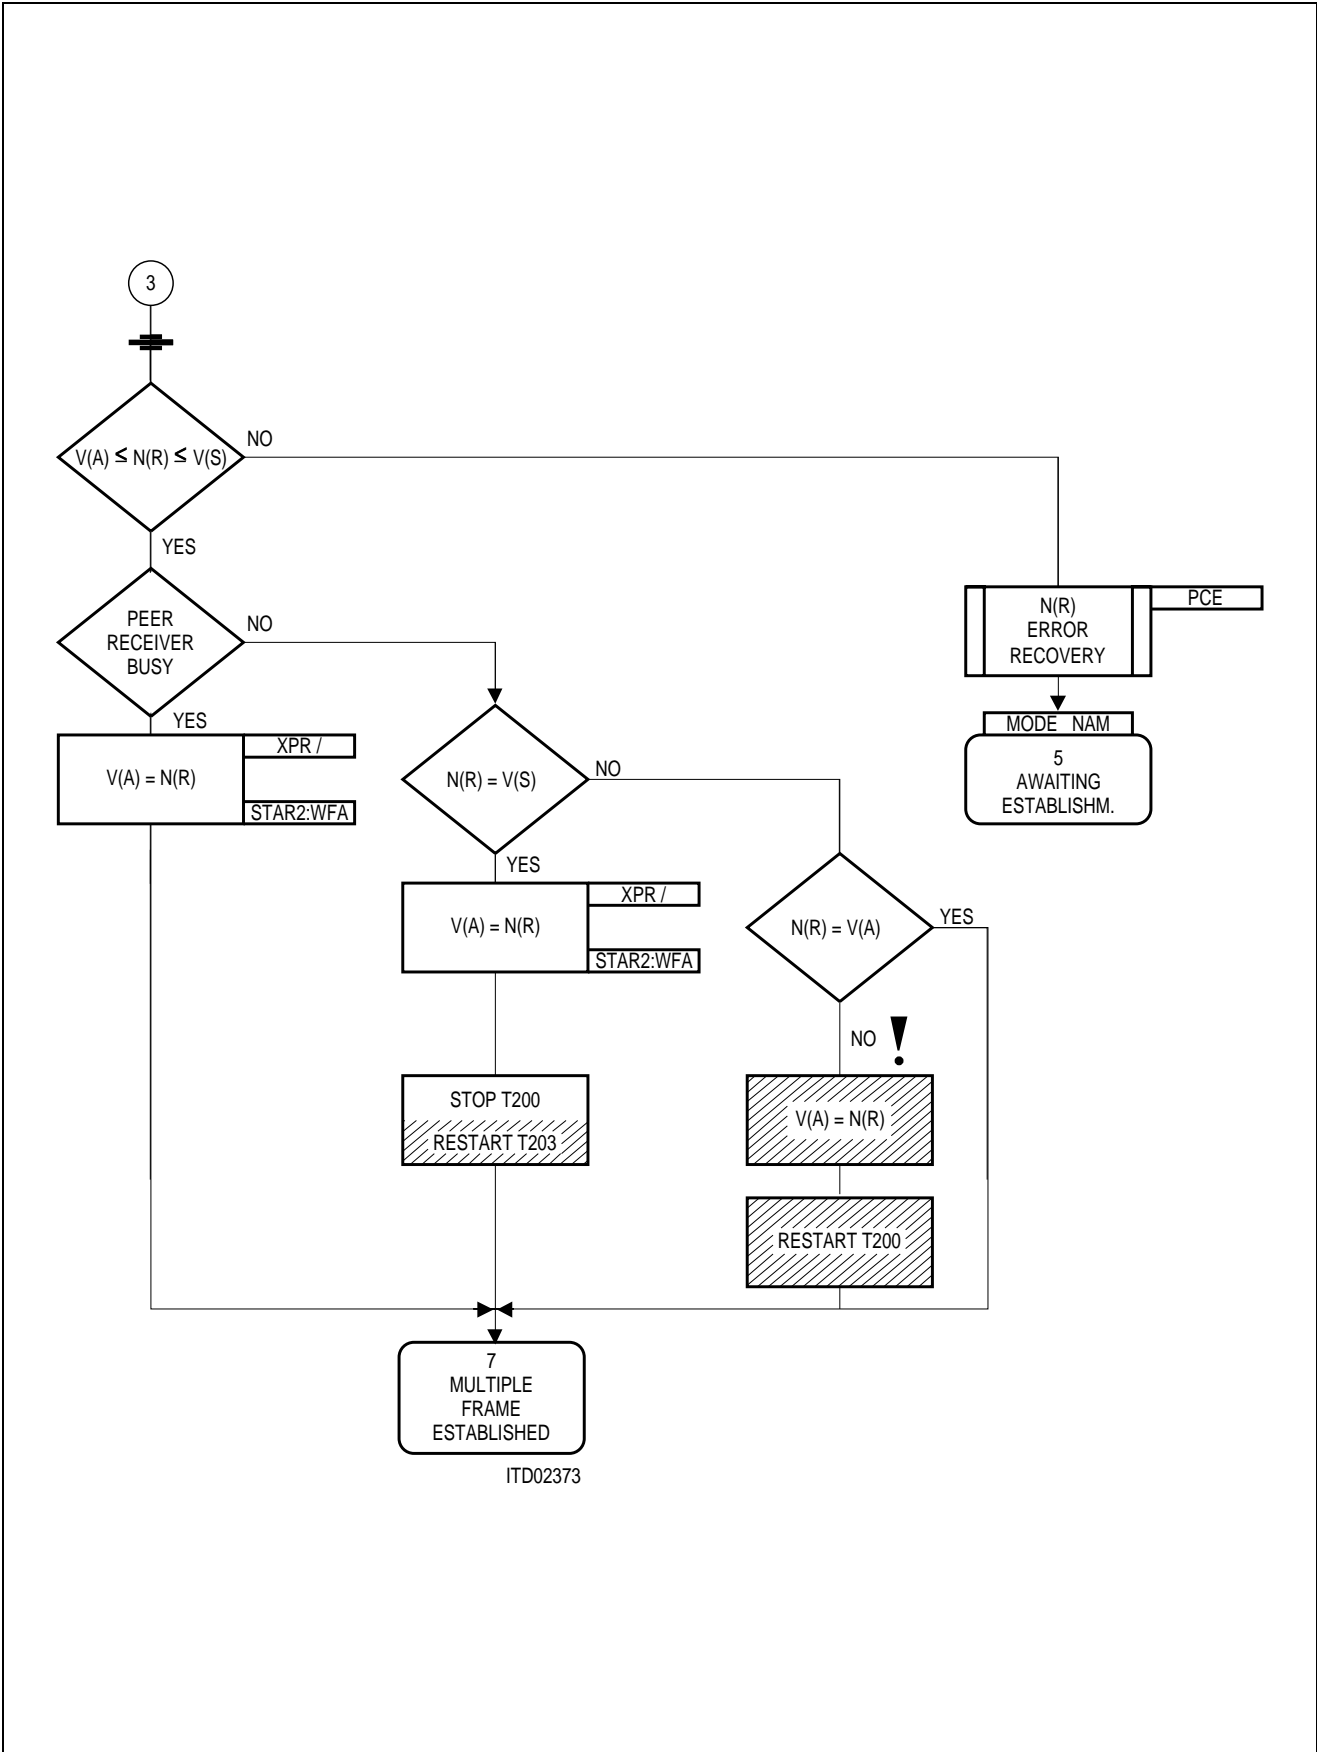 3
V(A) ≤ N(R) ≤ V(S)
NO
YES
PEER
RECEIVER
BUSY
NO
YES
V(A) = N(R)
XPR /
STAR2:WFA
N(R) = V(S)
NO
YES
V(A) = N(R)
XPR /
STAR2:WFA
STOP T200
RESTART T203
N(R) = V(A)
YES
NO !
V(A) = N(R)
RESTART T200
N(R)
ERROR
RECOVERY
PCE
MODE NAM
5
AWAITING
ESTABLISHM.
7
MULTIPLE
FRAME
ESTABLISHED
ITD02373